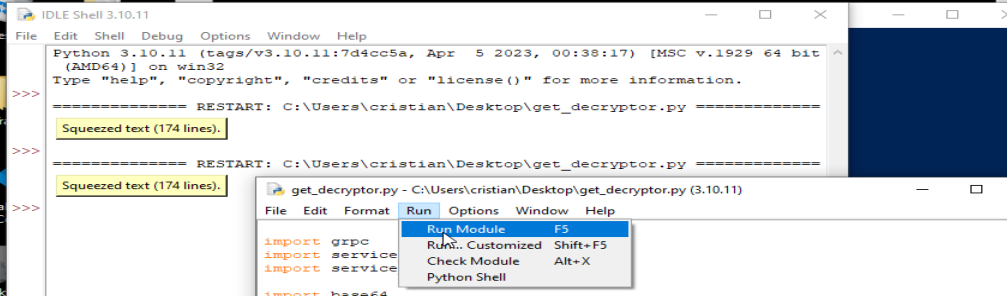 IDLE Shell 3.10.11
File Edit Shell Debug Options Window Help
Python 3.10.11 (tags/v3.10.11:7d4cc5a, Apr  5 2023, 00:38:17) [MSC v.1929 64 bit
(AMD64)] on win32
Type "help", "copyright", "credits" or "license()" for more information.
>>>
============== RESTART: C:\Users\cristian\Desktop\get_decryptor.py =============
Squeezed text (174 lines).
>>>
============== RESTART: C:\Users\cristian\Desktop\get_decryptor.py =============
Squeezed text (174 lines).
>>>
get_decryptor.py - C:\Users\cristian\Desktop\get_decryptor.py (3.10.11)
File Edit Format Run Options Window Help
Run Module F5
Run... Customized Shift+F5
Check Module Alt+X
Python Shell
import grpc
import service
import service
import base64